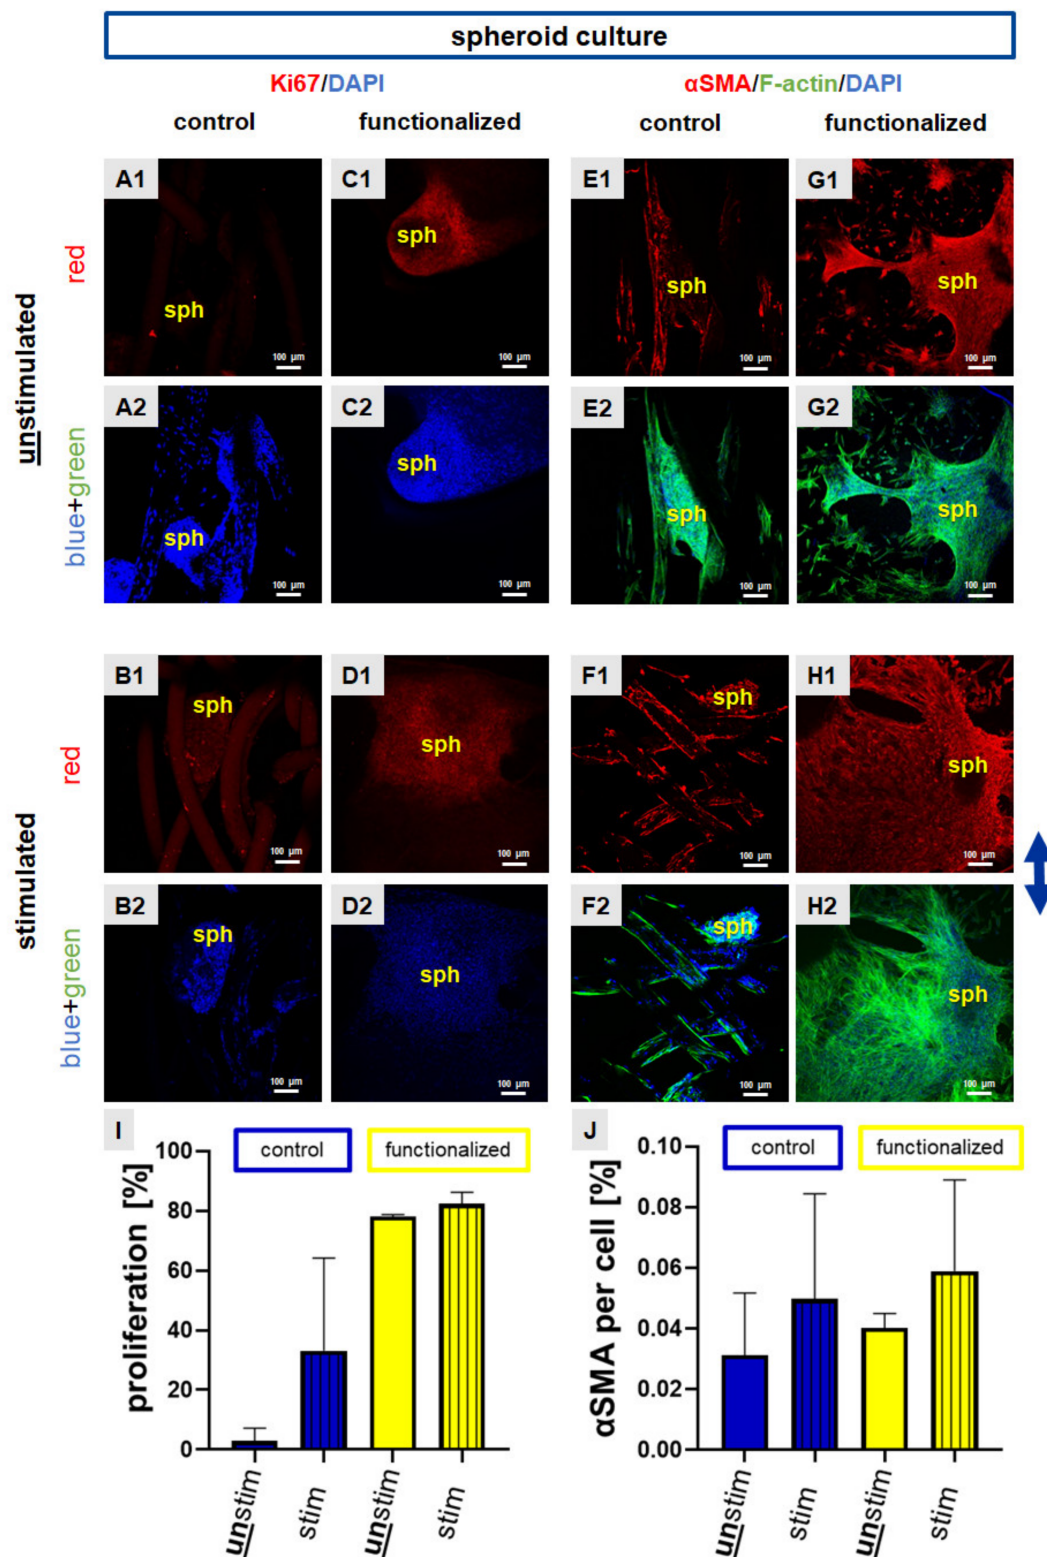 spheroid culture
Ki67/DAPI
αSMA/F-actin/DAPI
control
functionalized
control
functionalized
unstimulated
red
A1
sph
100 µm
C1
sph
100 µm
E1
sph
100 µm
G1
sph
100 µm
blue+green
A2
sph
100 µm
C2
sph
100 µm
E2
sph
100 µm
G2
sph
100 µm
stimulated
red
B1
sph
100 µm
D1
sph
100 µm
F1
sph
100 µm
H1
sph
100 µm
blue+green
B2
sph
100 µm
D2
sph
100 µm
F2
sph
100 µm
H2
sph
100 µm
I
control
functionalized
proliferation [%]
100
80
60
40
20
0
unstim
stim
unstim
stim
J
control
functionalized
αSMA per cell [%]
0.10
0.08
0.06
0.04
0.02
0.00
unstim
stim
unstim
stim